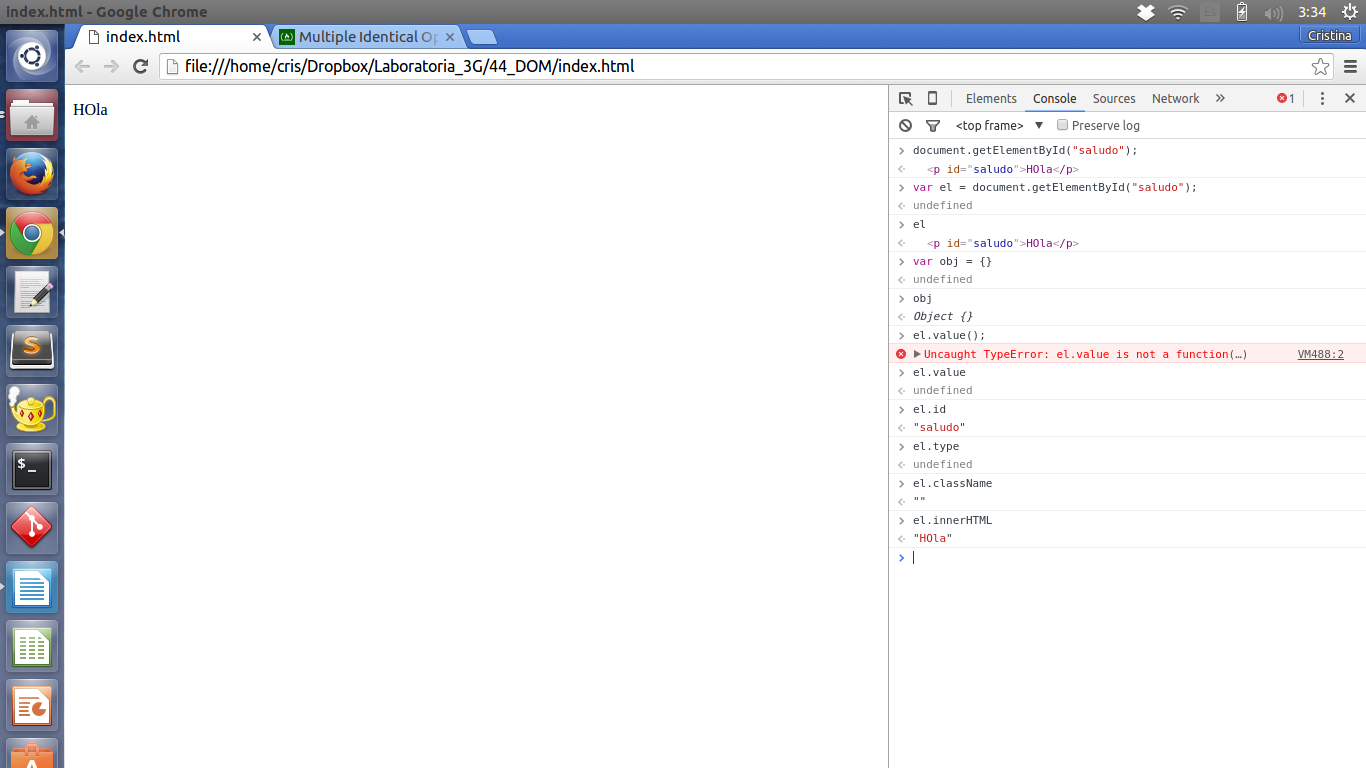 index.html - Google Chrome
Es
3:34
index.html
Multiple Identical Op
Cristina
file:///home/cris/Dropbox/Laboratoria_3G/44_DOM/index.html
HOla
Elements Console Sources Network » 1
<top frame> ▼ Preserve log
document.getElementById("saludo");
<p id="saludo">HOla</p>
var el = document.getElementById("saludo");
undefined
el
<p id="saludo">HOla</p>
var obj = {}
undefined
obj
Object {}
el.value();
Uncaught TypeError: el.value is not a function(…) VM488:2
el.value
undefined
el.id
"saludo"
el.type
undefined
el.className
""
el.innerHTML
"HOla"